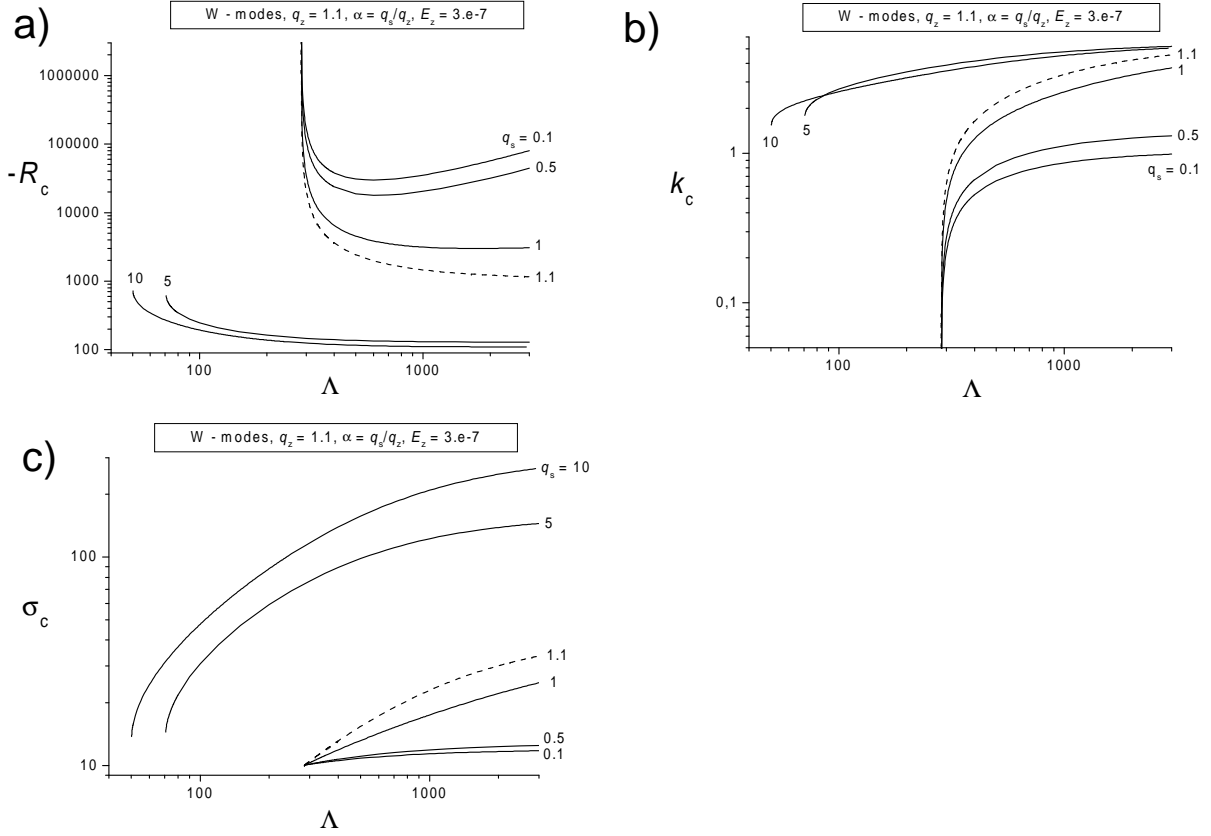 a)
W - modes, q_z = 1.1, α = q_s/q_z, E_z = 3.e-7
-R_c
1000000
100000
10000
1000
100
q_s = 0.1
0.5
1
1.1
10
5
100
1000
Λ
b)
W - modes, q_z = 1.1, α = q_s/q_z, E_z = 3.e-7
k_c
1
0,1
1.1
1
0.5
q_s = 0.1
10
5
100
1000
Λ
c)
W - modes, q_z = 1.1, α = q_s/q_z, E_z = 3.e-7
σ_c
100
10
q_s = 10
5
1.1
1
0.5
0.1
100
1000
Λ